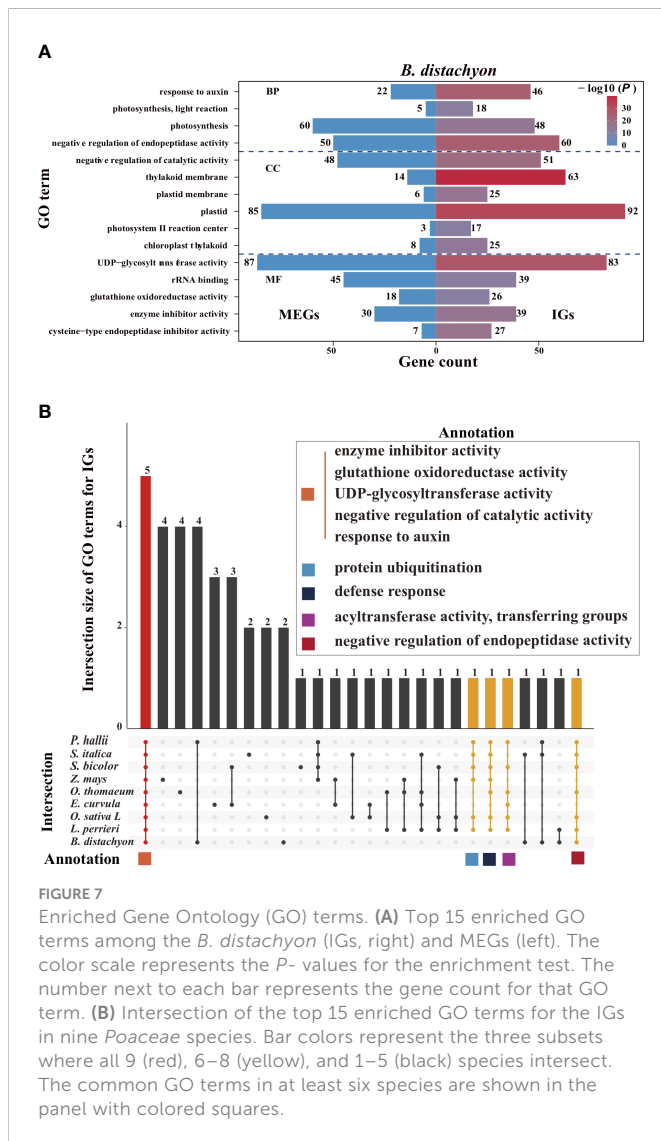 A
B. distachyon
response to auxin BP 22 46
photosynthesis, light reaction 5 18
photosynthesis 60 48
negative regulation of endopeptidase activity 50 60
negative regulation of catalytic activity CC 48 51
thylakoid membrane 14 63
plastid membrane 6 25
plastid 85 92
photosystem II reaction center 3 17
chloroplast thylakoid 8 25
UDP-glycosyltransferase activity 87 83
rRNA binding MF 45 39
glutathione oxidoreductase activity 18 26
enzyme inhibitor activity 30 39
cysteine-type endopeptidase inhibitor activity 7 27
GO term
MEGs
IGs
− log10 (P)
30
20
10
0
50 0 50
Gene count
B
Inersection size of GO terms for IGs
4
2
0
5 4 4 4 3 3 2 2 2 1 1 1 1 1 1 1 1 1 1 1 1 1 1 1 1 1
Annotation
enzyme inhibitor activity
glutathione oxidoreductase activity
UDP-glycosyltransferase activity
negative regulation of catalytic activity
response to auxin
protein ubiquitination
defense response
acyltransferase activity, transferring groups
negative regulation of endopeptidase activity
Intersection
P. hallii
S. italica
S. bicolor
Z. mays
O. thomaeum
E. curvula
O. sativa L
L. perrieri
B. distachyon
Annotation
FIGURE 7
Enriched Gene Ontology (GO) terms. (A) Top 15 enriched GO
terms among the B. distachyon (IGs, right) and MEGs (left). The
color scale represents the P- values for the enrichment test. The
number next to each bar represents the gene count for that GO
term. (B) Intersection of the top 15 enriched GO terms for the IGs
in nine Poaceae species. Bar colors represent the three subsets
where all 9 (red), 6–8 (yellow), and 1–5 (black) species intersect.
The common GO terms in at least six species are shown in the
panel with colored squares.